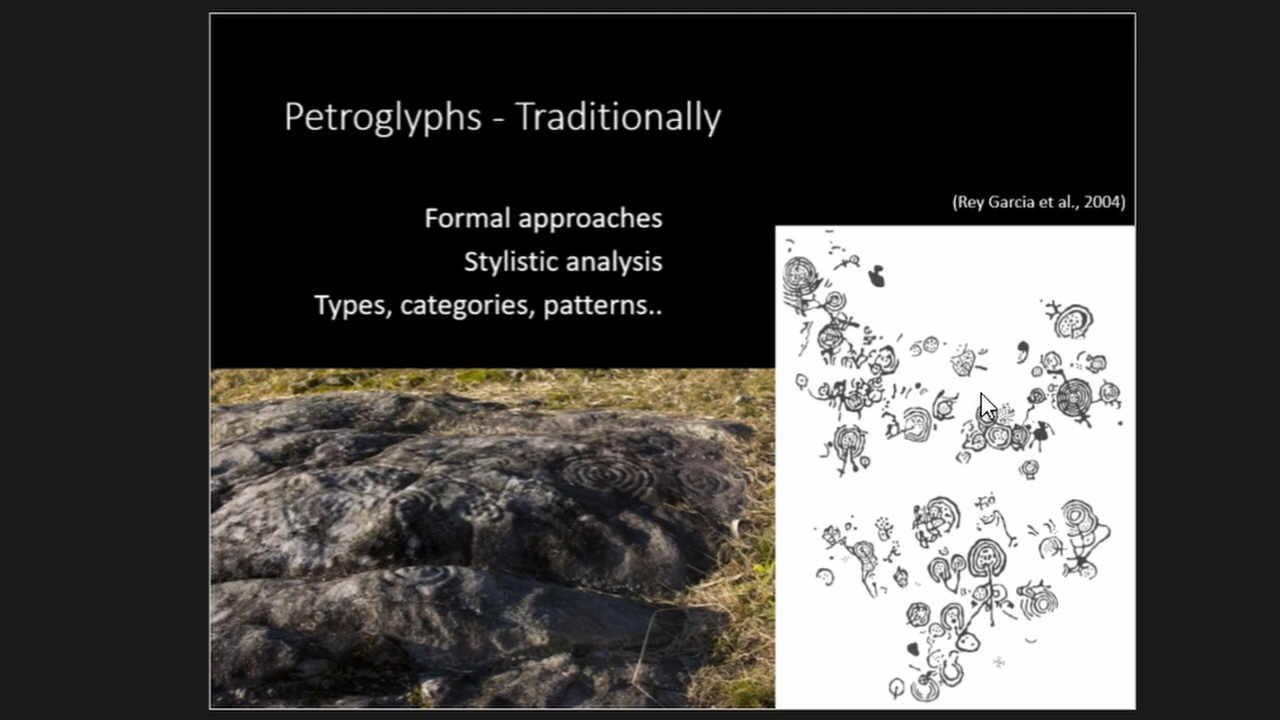 Petroglyphs - Traditionally
(Rey Garcia et al., 2004)
Formal approaches
Stylistic analysis
Types, categories, patterns..